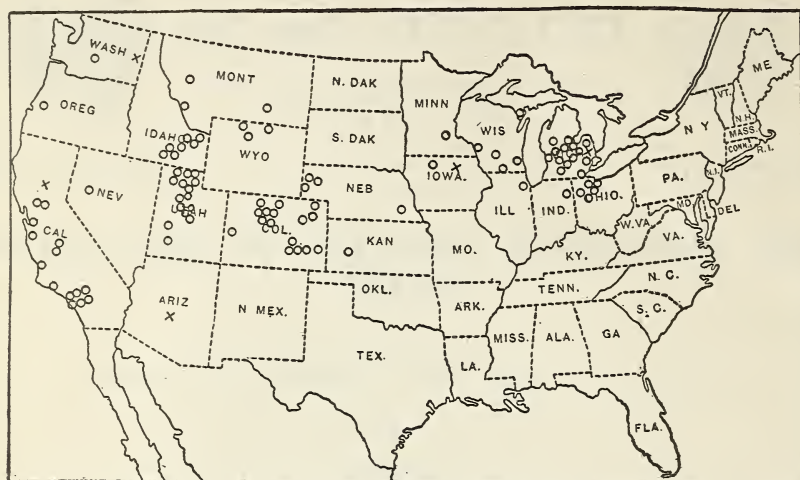 WASH
MONT
N. DAK
MINN
ME.
OREG
IDAHO
WYO
S. DAK
WIS
VT.
N.H.
N Y
MASS.
CONN.
R.I.
NEV
UTAH
NEB
IOWA.
ILL
IND.
OHIO.
PA.
N.J.
MD.
DEL
CAL
COL.
KAN
MO.
KY.
W.VA
VA.
ARIZ
N MEX.
OKL.
ARK.
TENN.
N. C.
S. C.
TEX.
LA.
MISS.
ALA.
GA
FLA.